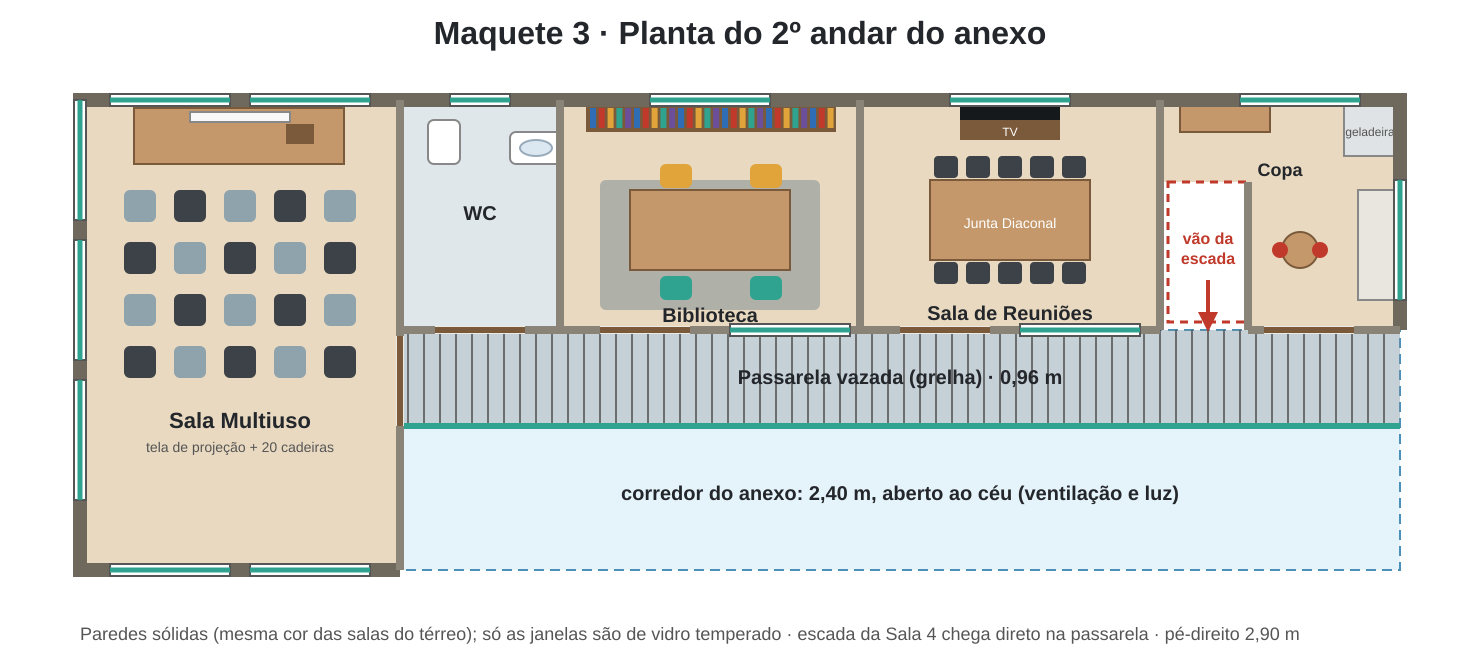 Maquete 3 · Planta do 2º andar do anexo
TV
geladeira
Copa
WC
Junta Diaconal
vão da
escada
Biblioteca
Sala de Reuniões
Passarela vazada (grelha) · 0,96 m
Sala Multiuso
tela de projeção + 20 cadeiras
corredor do anexo: 2,40 m, aberto ao céu (ventilação e luz)
Paredes sólidas (mesma cor das salas do térreo); só as janelas são de vidro temperado · escada da Sala 4 chega direto na passarela · pé-direito 2,90 m